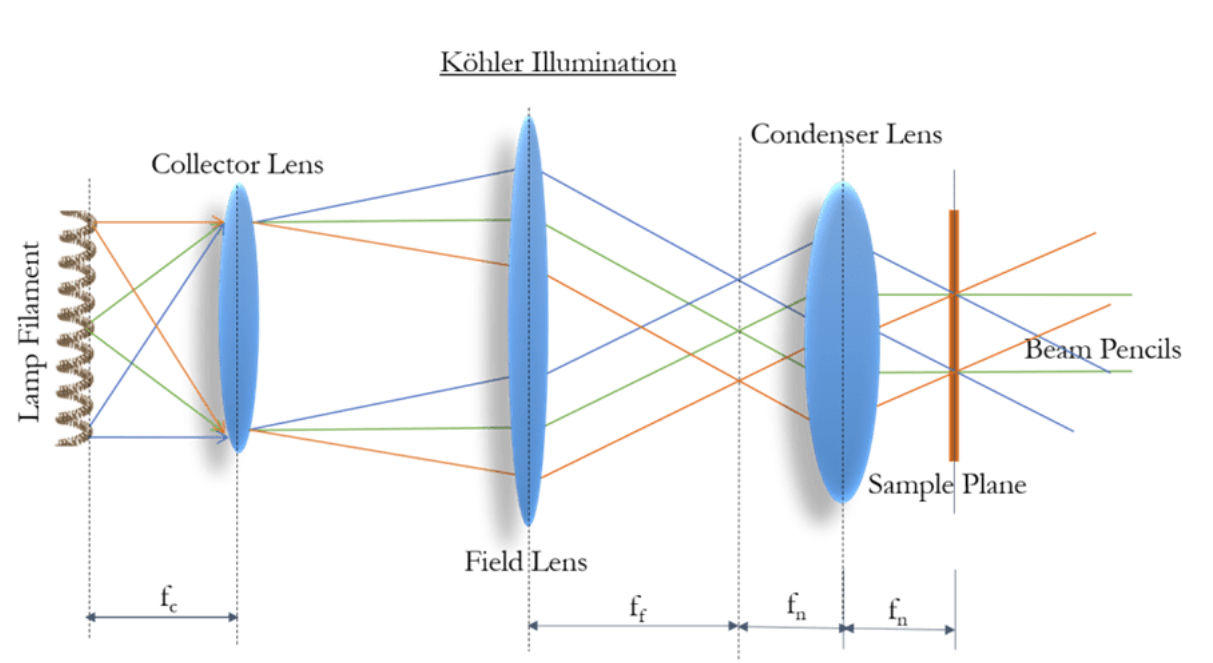 Köhler Illumination
Condenser Lens
Collector Lens
Lamp Filament
Beam Pencils
Sample Plane
Field Lens
fc
ff
fn
fn